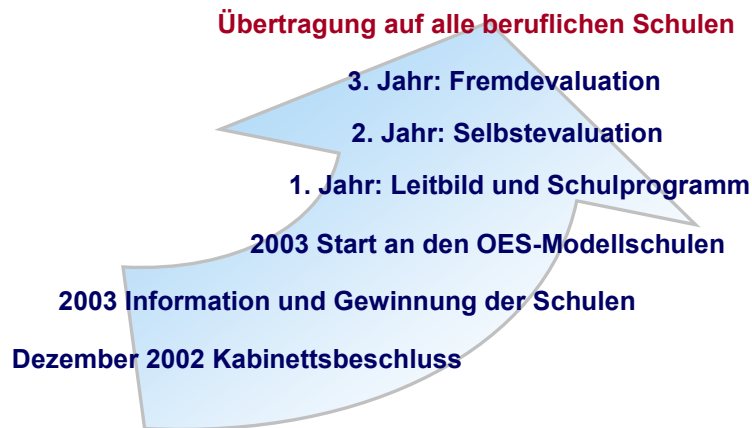 Übertragung auf alle beruflichen Schulen
3. Jahr: Fremdevaluation
2. Jahr: Selbstevaluation
1. Jahr: Leitbild und Schulprogramm
2003 Start an den OES-Modellschulen
2003 Information und Gewinnung der Schulen
Dezember 2002 Kabinettsbeschluss